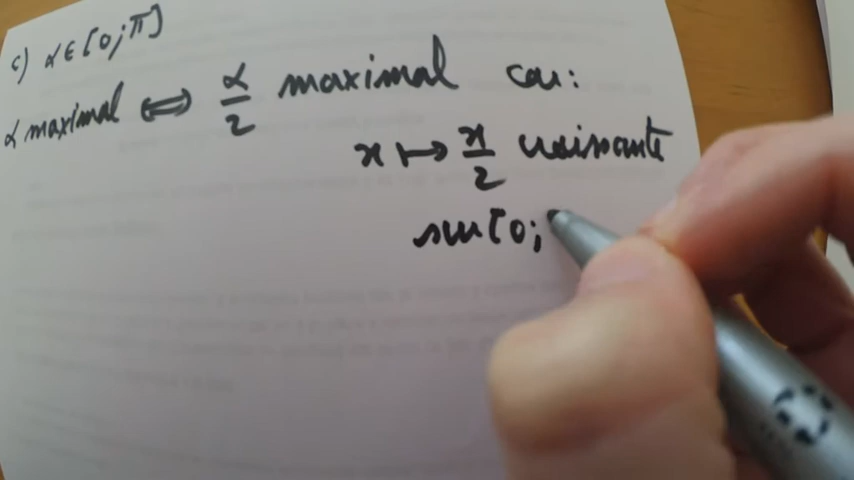 c) α ∈ [0; π]
α maximal ⟺ α/2 maximal car:
x ↦ x/2 croissante
sur [0;